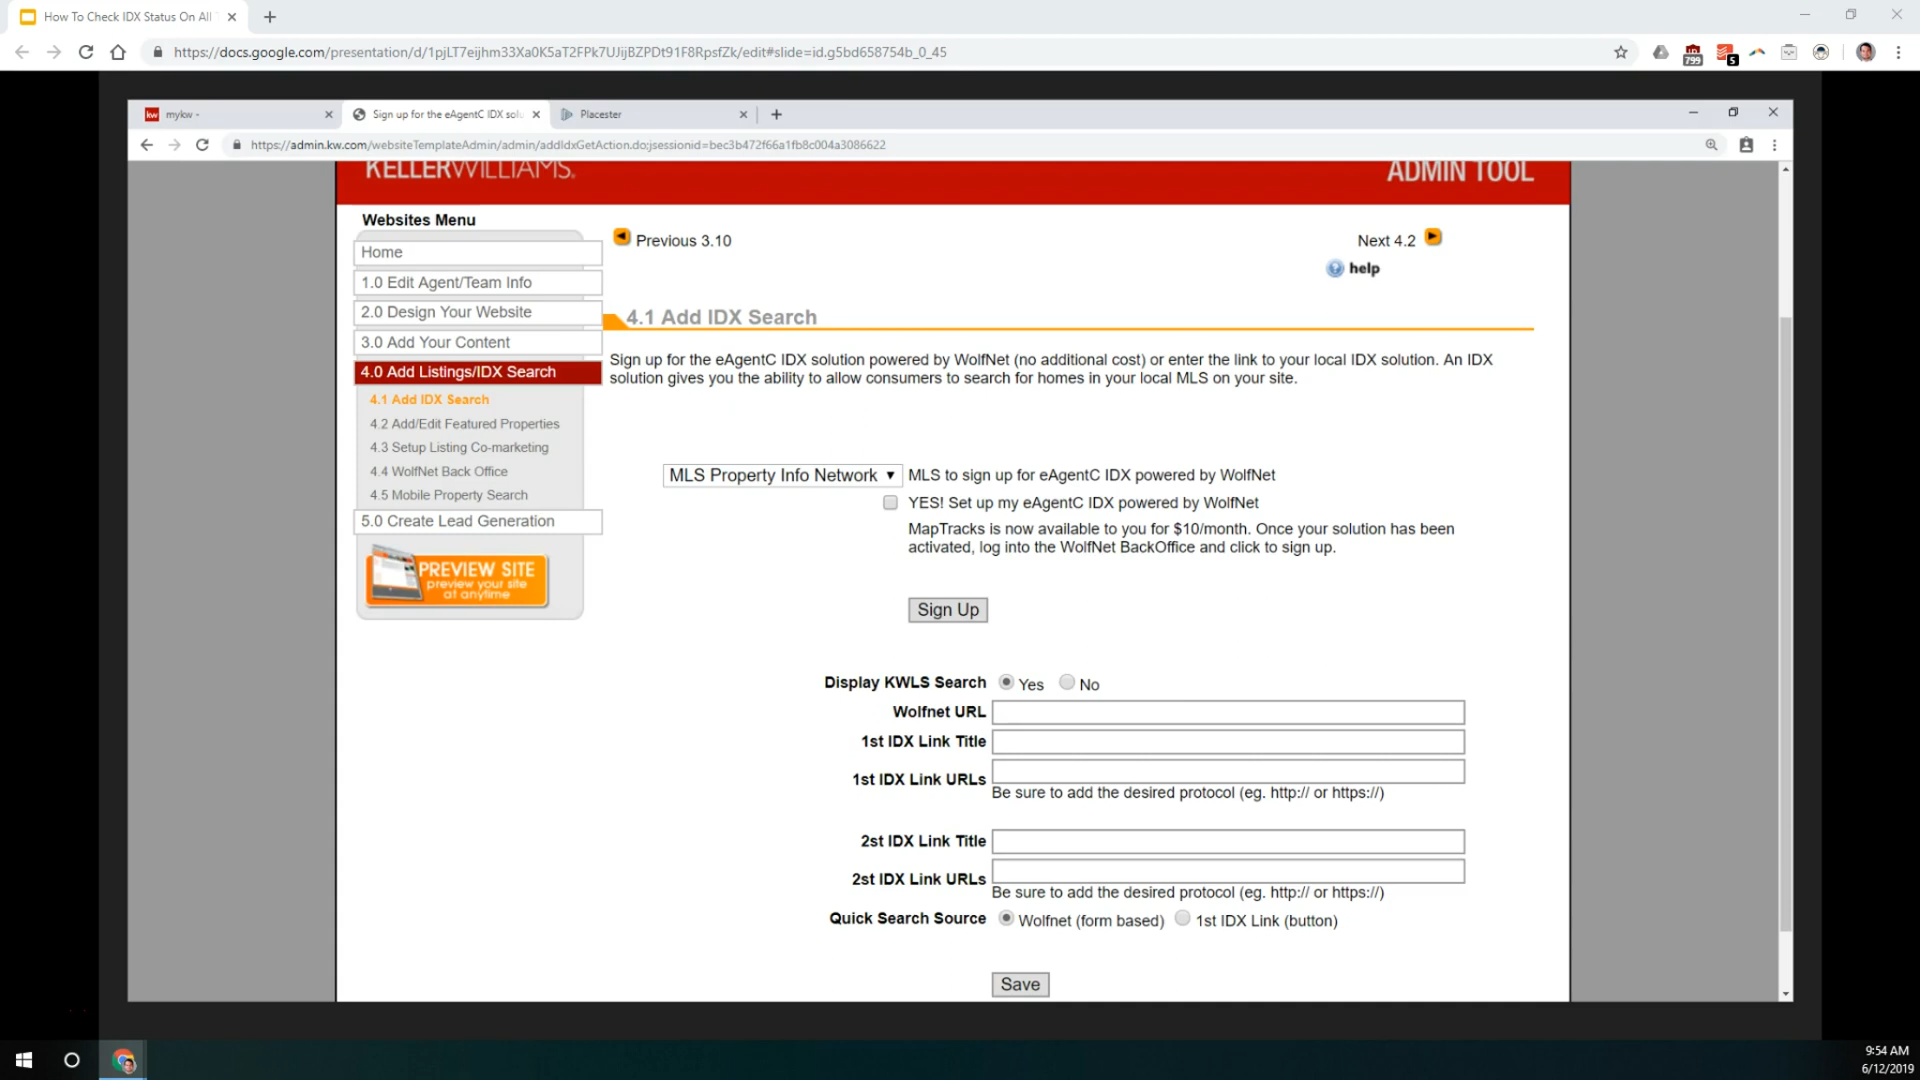 How To Check IDX Status On All
https://docs.google.com/presentation/d/1pjLT7eijhm33Xa0K5aT2FPk7UJijBZPDt91F8RpsfZk/edit#slide=id.g5bd658754b_0_45
799
5
kw mykw -
Sign up for the eAgentC IDX solu
Placester
https://admin.kw.com/websiteTemplateAdmin/admin/addIdxGetAction.do;jsessionid=bec3b472f66a1fb8c004a3086622
KELLERWILLIAMS.
ADMIN TOOL
Websites Menu
Home
1.0 Edit Agent/Team Info
2.0 Design Your Website
3.0 Add Your Content
4.0 Add Listings/IDX Search
4.1 Add IDX Search
4.2 Add/Edit Featured Properties
4.3 Setup Listing Co-marketing
4.4 WolfNet Back Office
4.5 Mobile Property Search
5.0 Create Lead Generation
PREVIEW SITE
preview your site
at anytime
Previous 3.10
Next 4.2
help
4.1 Add IDX Search
Sign up for the eAgentC IDX solution powered by WolfNet (no additional cost) or enter the link to your local IDX solution. An IDX
solution gives you the ability to allow consumers to search for homes in your local MLS on your site.
MLS Property Info Network
MLS to sign up for eAgentC IDX powered by WolfNet
YES! Set up my eAgentC IDX powered by WolfNet
MapTracks is now available to you for $10/month. Once your solution has been
activated, log into the WolfNet BackOffice and click to sign up.
Sign Up
Display KWLS Search Yes No
Wolfnet URL
1st IDX Link Title
1st IDX Link URLs
Be sure to add the desired protocol (eg. http:// or https://)
2st IDX Link Title
2st IDX Link URLs
Be sure to add the desired protocol (eg. http:// or https://)
Quick Search Source Wolfnet (form based) 1st IDX Link (button)
Save
9:54 AM
6/12/2019